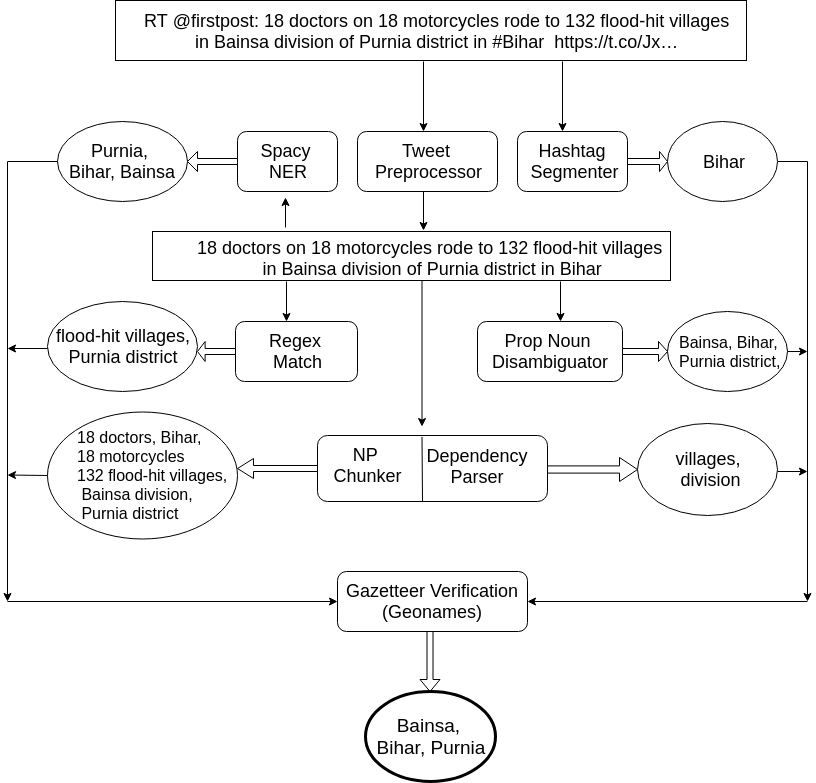 RT @firstpost: 18 doctors on 18 motorcycles rode to 132 flood-hit villages
in Bainsa division of Purnia district in #Bihar https://t.co/Jx…
Purnia,
Bihar, Bainsa
Spacy
NER
Tweet
Preprocessor
Hashtag
Segmenter
Bihar
18 doctors on 18 motorcycles rode to 132 flood-hit villages
in Bainsa division of Purnia district in Bihar
flood-hit villages,
Purnia district
Regex
Match
Prop Noun
Disambiguator
Bainsa, Bihar,
Purnia district,
18 doctors, Bihar,
18 motorcycles
132 flood-hit villages,
Bainsa division,
Purnia district
NP
Chunker
Dependency
Parser
villages,
division
Gazetteer Verification
(Geonames)
Bainsa,
Bihar, Purnia